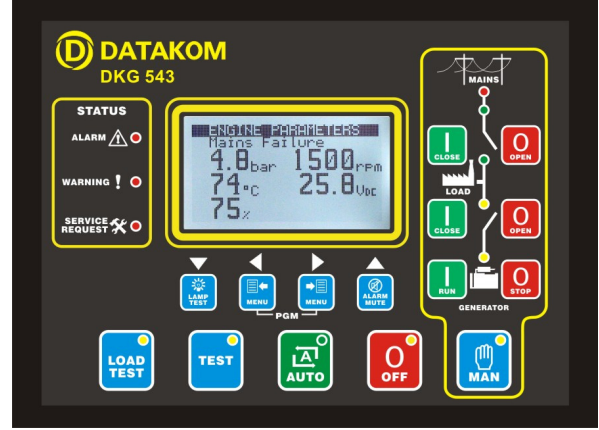 DATAKOM
DKG 543
STATUS
ALARM
WARNING !
SERVICE
REQUEST
ENGINE PARAMETERS
Mains Failure
4.8bar 1500rpm
74°C 25.8VDC
75%
LAMP
TEST
MENU
MENU
ALARM
MUTE
PGM
MAINS
I
CLOSE
O
OPEN
LOAD
I
CLOSE
O
OPEN
I
RUN
O
STOP
GENERATOR
LOAD
TEST
TEST
A
AUTO
O
OFF
MAN